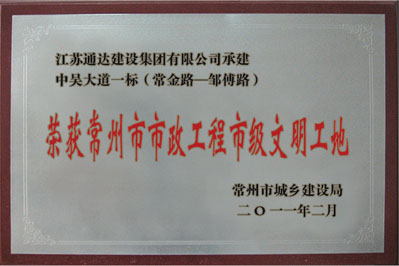 江苏通达建设集团有限公司承建
中吴大道一标（常金路—邹傅路）
荣获常州市市政工程市级文明工地
常州市城乡建设局
二〇一一年二月